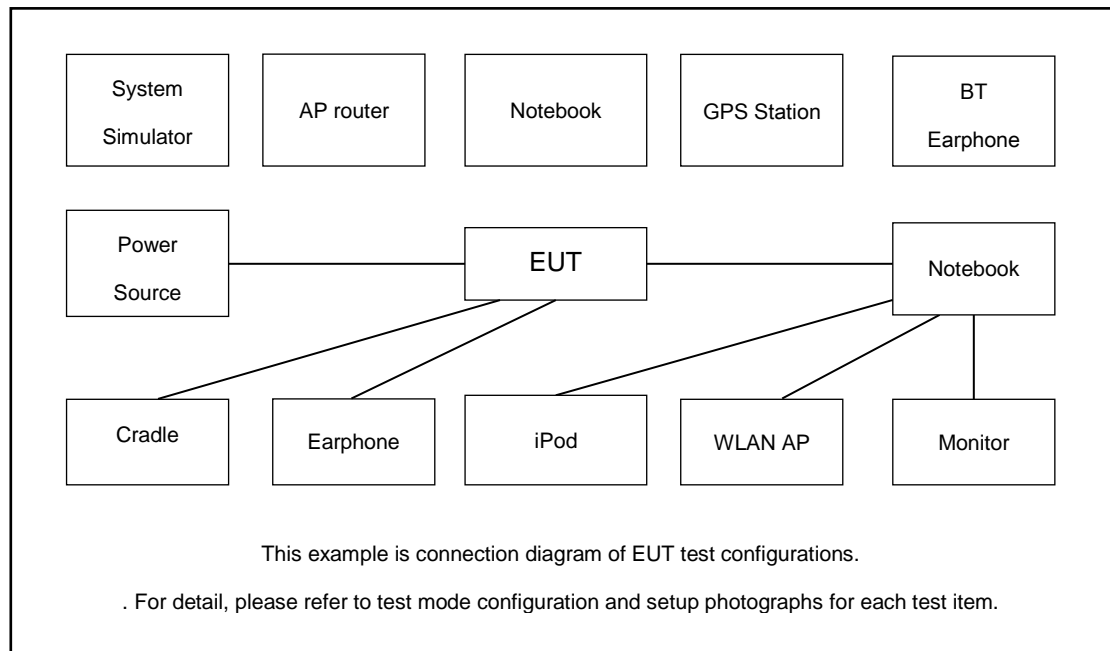 System
Simulator
AP router
Notebook
GPS Station
BT
Earphone
Power
Source
EUT
Notebook
Cradle
Earphone
iPod
WLAN AP
Monitor
This example is connection diagram of EUT test configurations.
. For detail, please refer to test mode configuration and setup photographs for each test item.